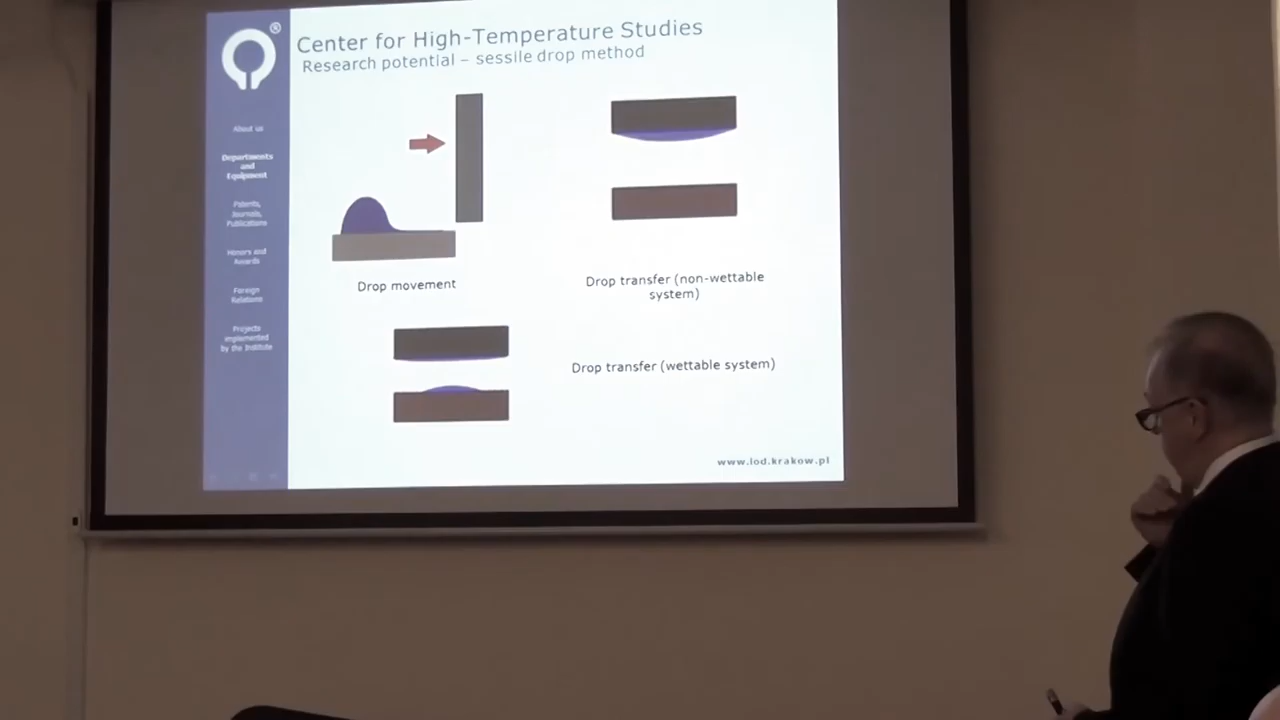 ®
Center for High-Temperature Studies
Research potential – sessile drop method
About us
Departments
and
Equipment
Patents,
Journals,
Publications
Honors and
Awards
Foreign
Relations
Projects
implemented
by the Institute
Drop movement
Drop transfer (non-wettable
system)
Drop transfer (wettable system)
www.iod.krakow.pl